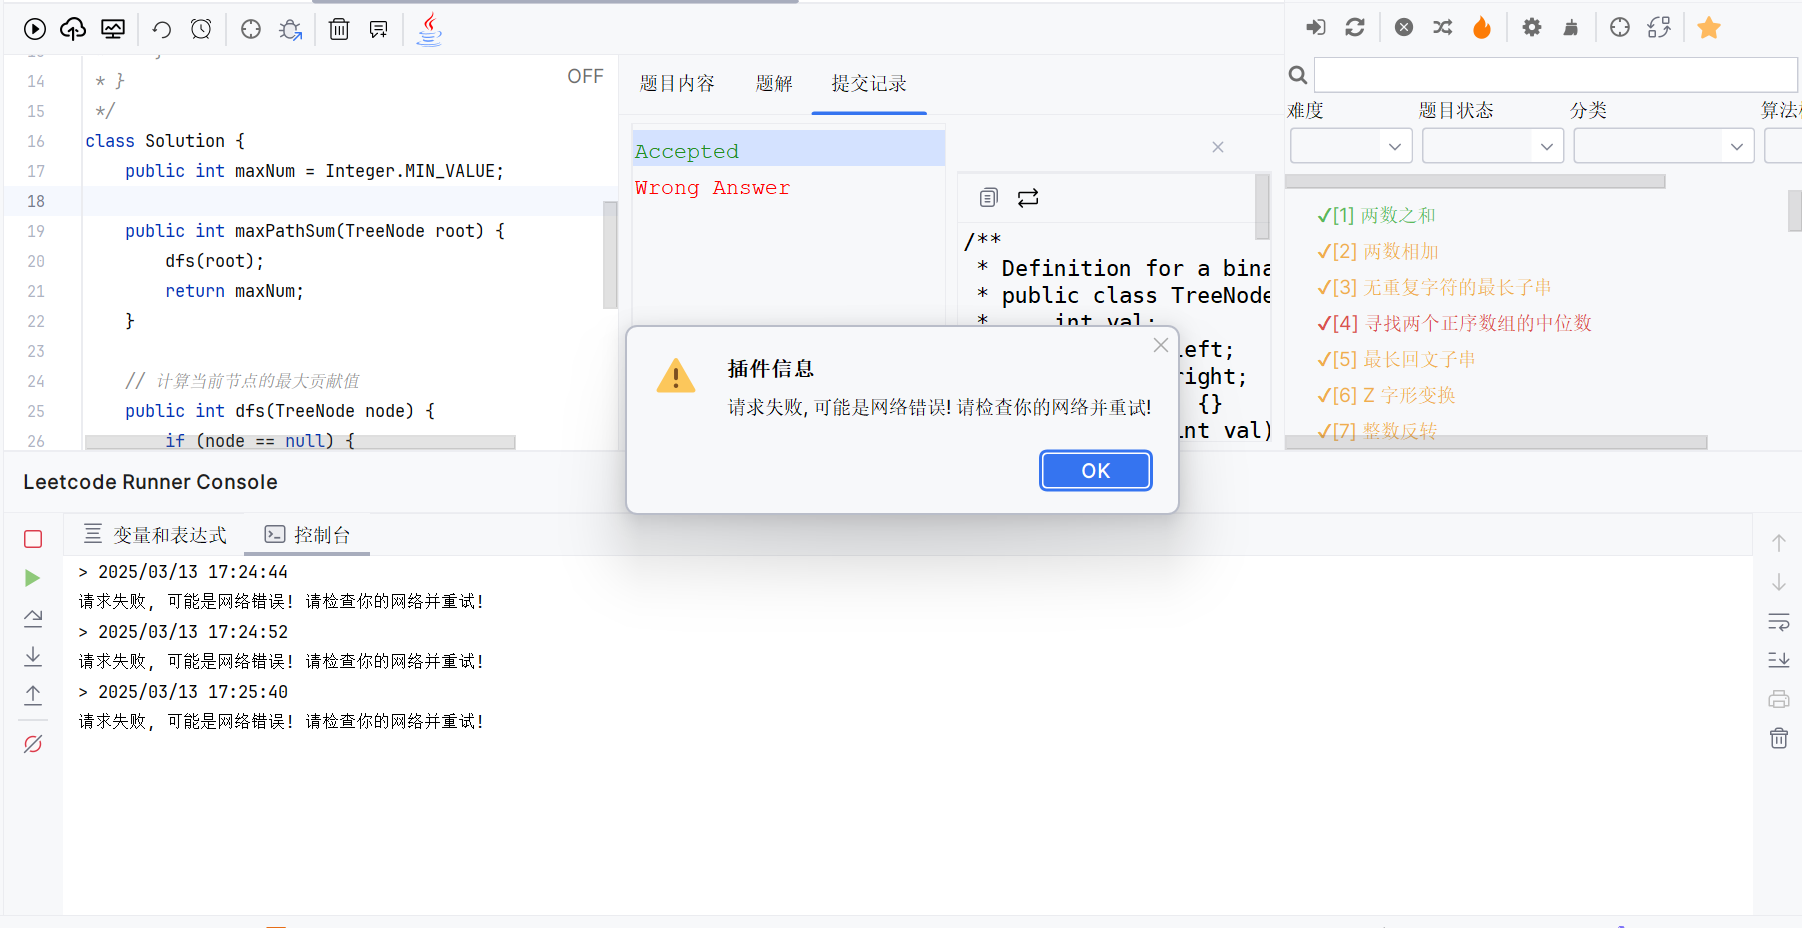 14 * }
OFF
15 */
16 class Solution {
17 public int maxNum = Integer.MIN_VALUE;
18
19 public int maxPathSum(TreeNode root) {
20 dfs(root);
21 return maxNum;
22 }
23
24 // 计算当前节点的最大贡献值
25 public int dfs(TreeNode node) {
26 if (node == null) {
题目内容 题解 提交记录
Accepted
Wrong Answer
/**
* Definition for a bina
* public class TreeNode
* int val;
left;
right;
{}
int val)
难度 题目状态 分类
✓[1] 两数之和
✓[2] 两数相加
✓[3] 无重复字符的最长子串
✓[4] 寻找两个正序数组的中位数
✓[5] 最长回文子串
✓[6] Z 字形变换
✓[7] 整数反转
插件信息
请求失败, 可能是网络错误! 请检查你的网络并重试!
OK
Leetcode Runner Console
变量和表达式 控制台
> 2025/03/13 17:24:44
请求失败, 可能是网络错误! 请检查你的网络并重试!
> 2025/03/13 17:24:52
请求失败, 可能是网络错误! 请检查你的网络并重试!
> 2025/03/13 17:25:40
请求失败, 可能是网络错误! 请检查你的网络并重试!